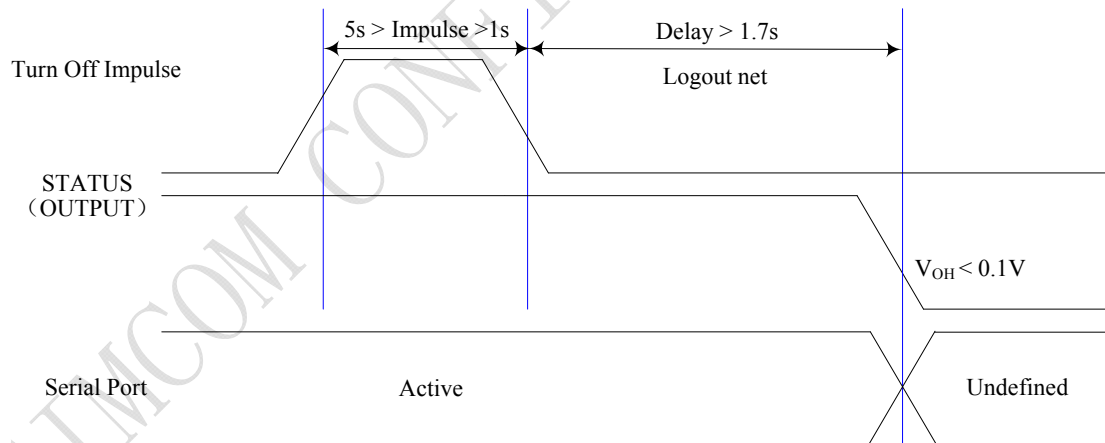 5s > Impulse >1s
Delay > 1.7s
Turn Off Impulse
Logout net
STATUS
（OUTPUT）
VOH < 0.1V
Serial Port
Active
Undefined